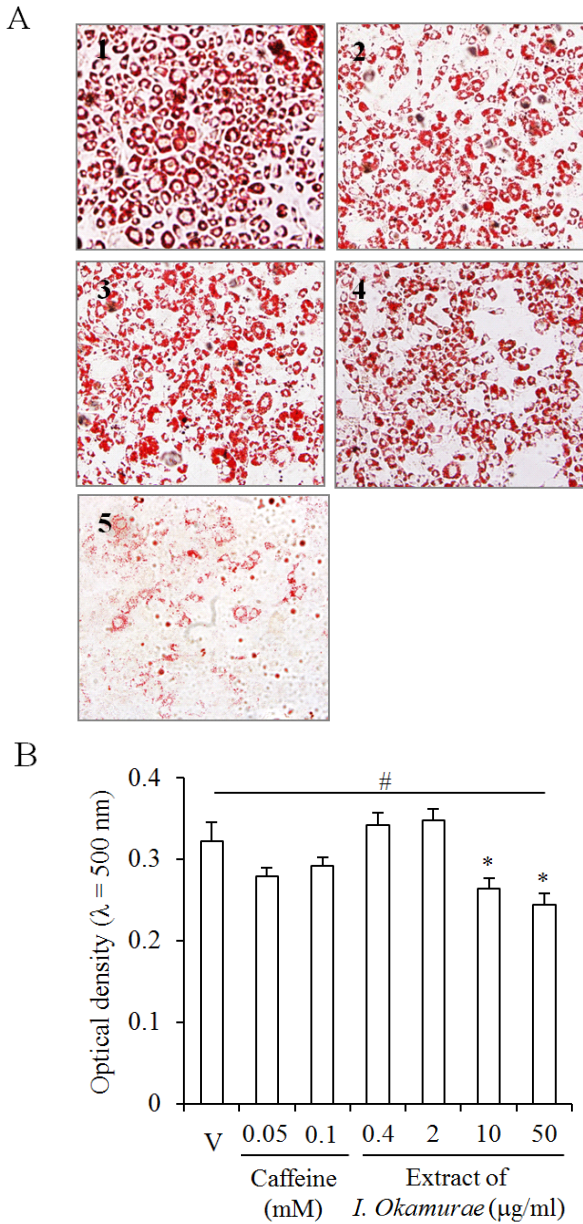 A
1
2
3
4
5
B
0.4
0.3
0.2
0.1
0
Optical density (λ = 500 nm)
#
*
*
V
0.05 0.1 0.4 2 10 50
Caffeine
(mM)
Extract of
I. Okamurae (μg/ml)